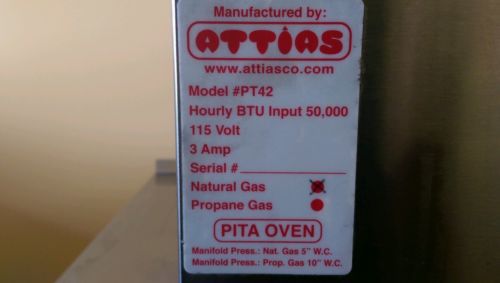 Manufactured by:
ATTIAS
www.attiasco.com
Model #PT42
Hourly BTU Input 50,000
115 Volt
3 Amp
Serial #
Natural Gas
Propane Gas
PITA OVEN
Manifold Press.: Nat. Gas 5" W.C.
Manifold Press.: Prop. Gas 10" W.C.